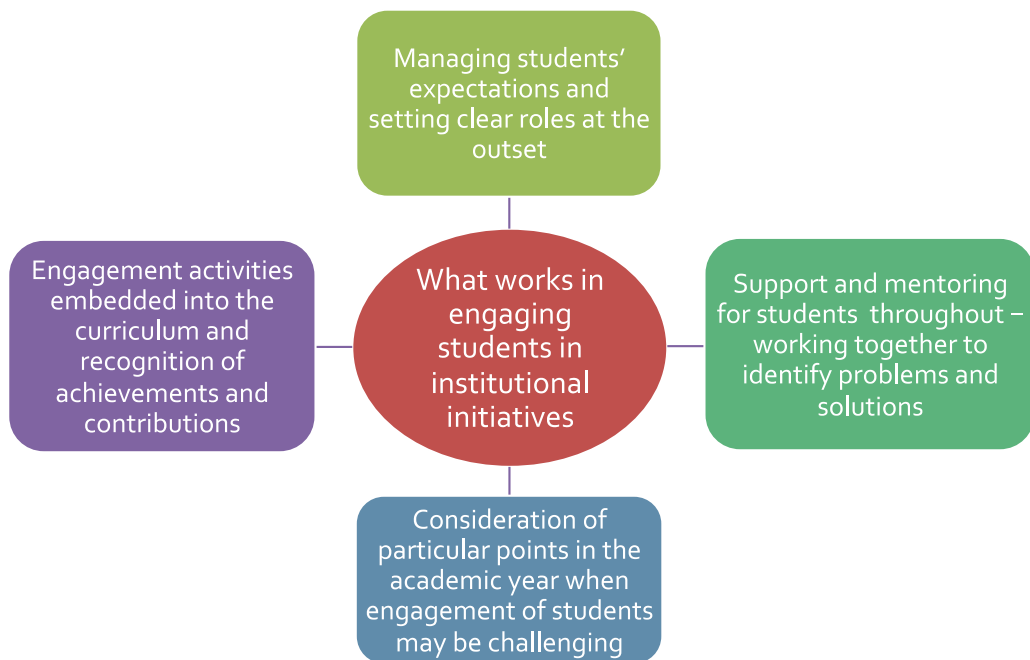 Managing students’
expectations and
setting clear roles at the
outset
Engagement activities
embedded into the
curriculum and
recognition of
achievements and
contributions
What works in
engaging
students in
institutional
initiatives
Support and mentoring
for students throughout –
working together to
identify problems and
solutions
Consideration of
particular points in the
academic year when
engagement of students
may be challenging